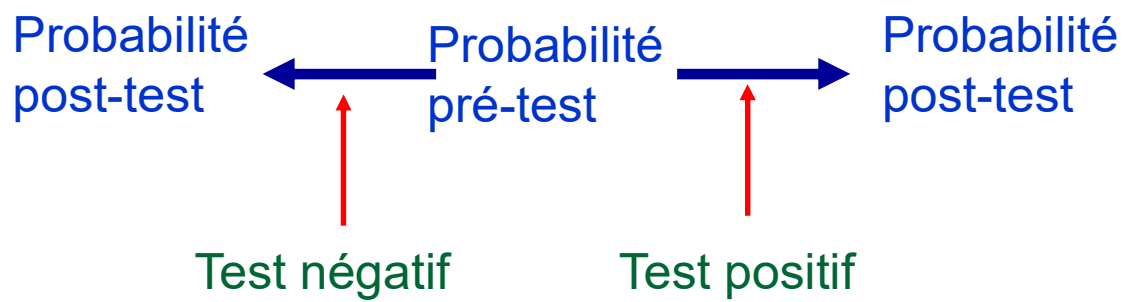 Probabilité
post-test
Probabilité
pré-test
Probabilité
post-test
Test négatif
Test positif